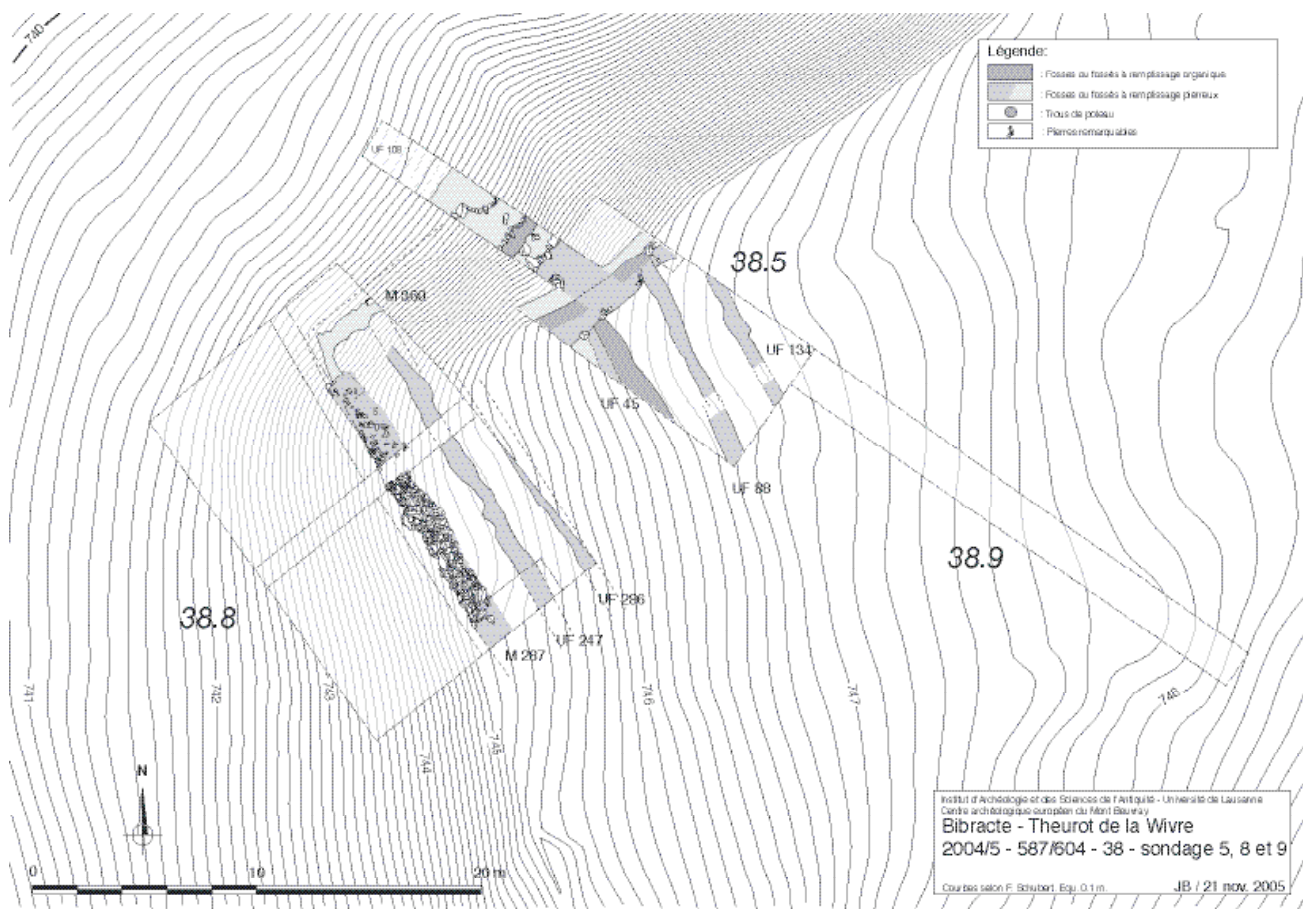 740
Légende:
: Fosses ou fossés à remplissage organique
: Fosses ou fossés à remplissage pierreux
: Trous de poteau
: Pierres remarquables
UF 108
38.5
M 360
UF 134
UF 45
UF 88
38.9
38.8
UF 286
UF 247
M 287
741
742
743
744
745
746
747
N
0
10
20 m
Institut d'Archéologie et des Sciences de l'Antiquité - Université de Lausanne
Centre archéologique européen du Mont Beuvray
Bibracte - Theurot de la Wivre
2004/5 - 587/604 - 38 - sondage 5, 8 et 9
Courbes selon F. Schubert. Equ. 0.1 m.
JB / 21 nov. 2005